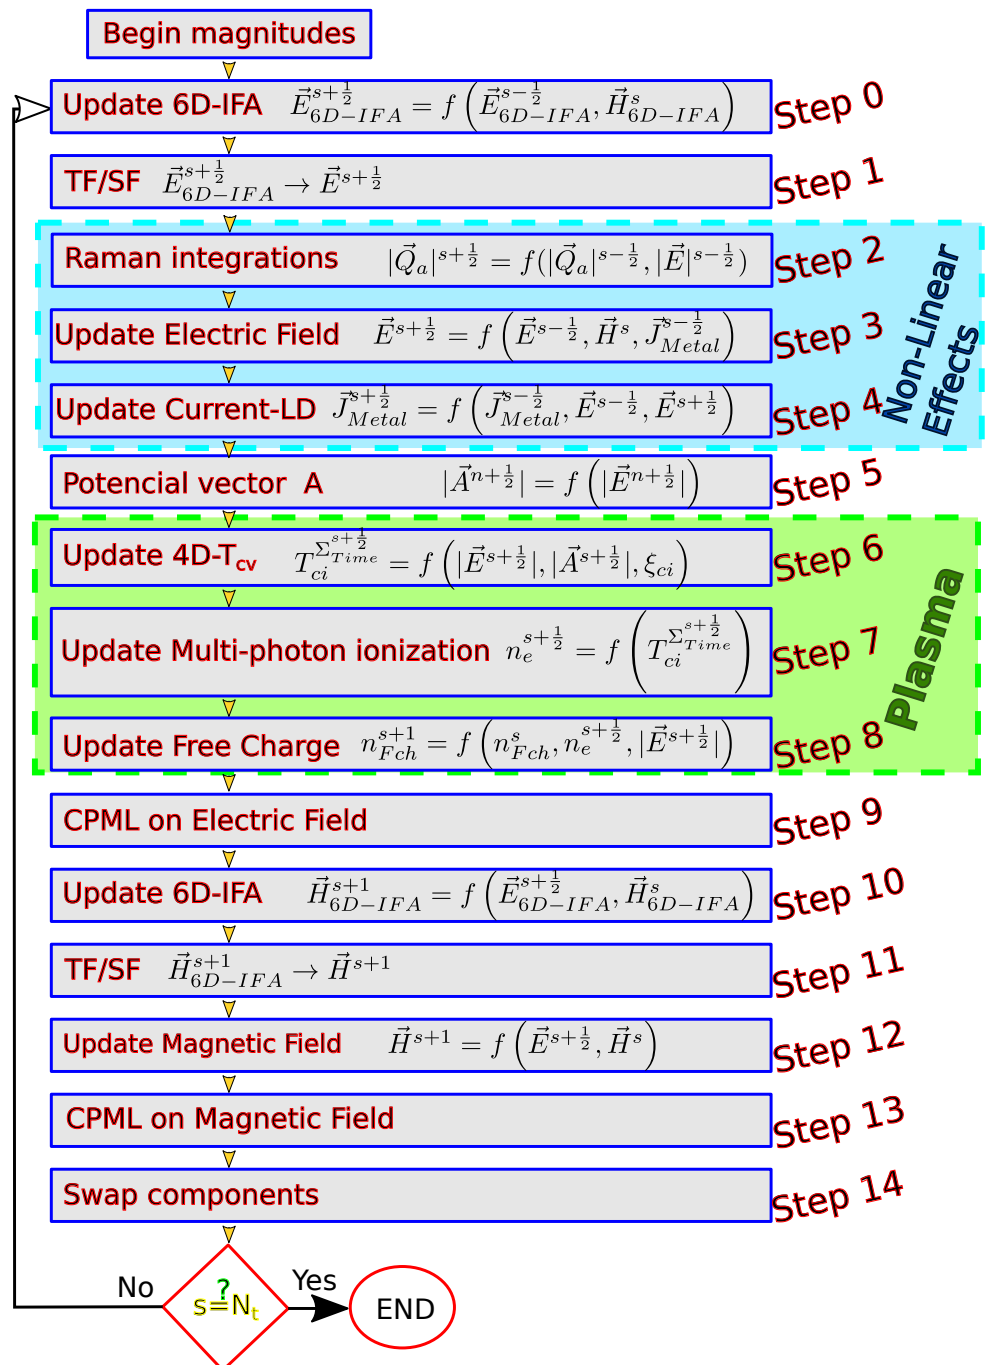 Begin magnitudes
Update 6D-IFA $\vec{E}_{6D-IFA}^{s+\frac{1}{2}} = f\left(\vec{E}_{6D-IFA}^{s-\frac{1}{2}}, \vec{H}_{6D-IFA}^{s}\right)$ Step 0
TF/SF $\vec{E}_{6D-IFA}^{s+\frac{1}{2}} \rightarrow \vec{E}^{s+\frac{1}{2}}$ Step 1
Raman integrations $|\vec{Q}_a|^{s+\frac{1}{2}} = f(|\vec{Q}_a|^{s-\frac{1}{2}}, |\vec{E}|^{s-\frac{1}{2}})$ Step 2
Update Electric Field $\vec{E}^{s+\frac{1}{2}} = f\left(\vec{E}^{s-\frac{1}{2}}, \vec{H}^{s}, \vec{J}_{Metal}^{s-\frac{1}{2}}\right)$ Step 3
Update Current-LD $\vec{J}_{Metal}^{s+\frac{1}{2}} = f\left(\vec{J}_{Metal}^{s-\frac{1}{2}}, \vec{E}^{s-\frac{1}{2}}, \vec{E}^{s+\frac{1}{2}}\right)$ Step 4
Non-Linear
Effects
Potencial vector A $|\vec{A}^{n+\frac{1}{2}}| = f\left(|\vec{E}^{n+\frac{1}{2}}|\right)$ Step 5
Update 4D-T$_{cv}$ $T_{ci}^{\Sigma_{Time}^{s+\frac{1}{2}}} = f\left(|\vec{E}^{s+\frac{1}{2}}|, |\vec{A}^{s+\frac{1}{2}}|, \xi_{ci}\right)$ Step 6
Update Multi-photon ionization $n_e^{s+\frac{1}{2}} = f\left(T_{ci}^{\Sigma_{Time}^{s+\frac{1}{2}}}\right)$ Step 7
Update Free Charge $n_{Fch}^{s+1} = f\left(n_{Fch}^{s}, n_e^{s+\frac{1}{2}}, |\vec{E}^{s+\frac{1}{2}}|\right)$ Step 8
Plasma
CPML on Electric Field Step 9
Update 6D-IFA $\vec{H}_{6D-IFA}^{s+1} = f\left(\vec{E}_{6D-IFA}^{s+\frac{1}{2}}, \vec{H}_{6D-IFA}^{s}\right)$ Step 10
TF/SF $\vec{H}_{6D-IFA}^{s+1} \rightarrow \vec{H}^{s+1}$ Step 11
Update Magnetic Field $\vec{H}^{s+1} = f\left(\vec{E}^{s+\frac{1}{2}}, \vec{H}^{s}\right)$ Step 12
CPML on Magnetic Field Step 13
Swap components Step 14
No
?
s=N$_t$
Yes
END